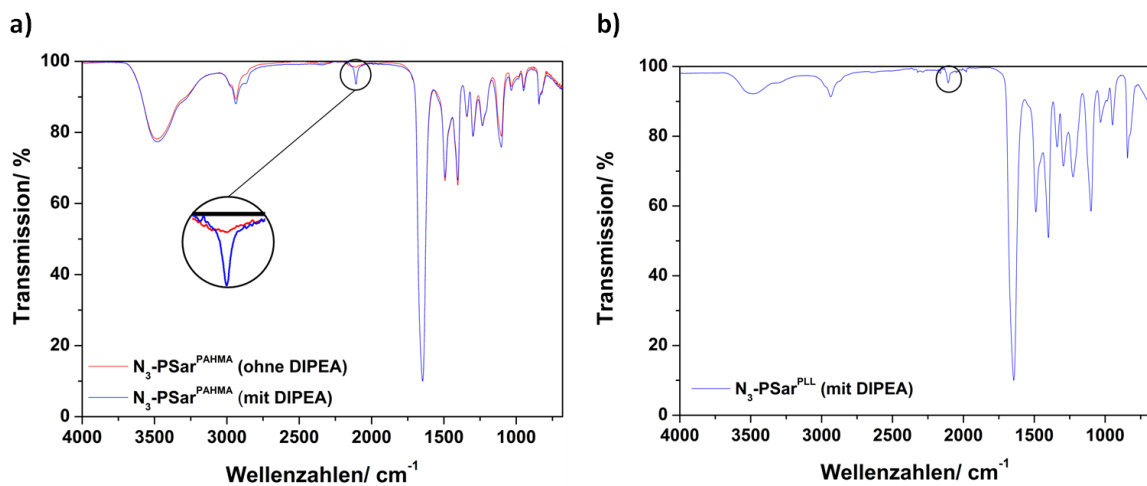 a)
100
80
60
40
20
0
Transmission/ %
N₃-PSar^PAHMA (ohne DIPEA)
N₃-PSar^PAHMA (mit DIPEA)
4000 3500 3000 2500 2000 1500 1000
Wellenzahlen/ cm⁻¹
b)
100
80
60
40
20
0
Transmission/ %
N₃-PSar^PLL (mit DIPEA)
4000 3500 3000 2500 2000 1500 1000
Wellenzahlen/ cm⁻¹